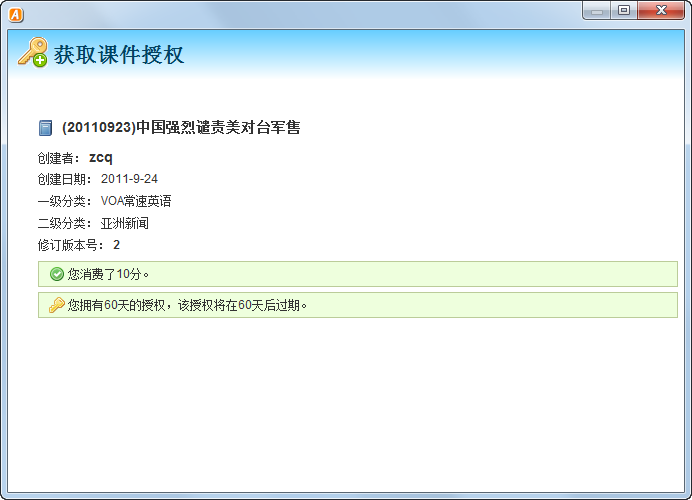 获取课件授权
(20110923)中国强烈谴责美对台军售
创建者： zcq
创建日期： 2011-9-24
一级分类： VOA常速英语
二级分类： 亚洲新闻
修订版本号： 2
您消费了10分。
您拥有60天的授权，该授权将在60天后过期。